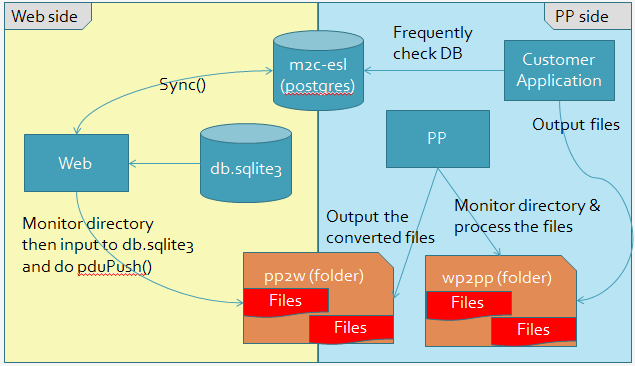 Web side
PP side
Frequently
check DB
m2c-esl
(postgres)
Customer
Application
Sync()
Output files
Web
db.sqlite3
PP
Monitor directory
then input to db.sqlite3
and do pduPush()
Output the
converted files
Monitor directory &
process the files
pp2w (folder)
Files
Files
wp2pp (folder)
Files
Files